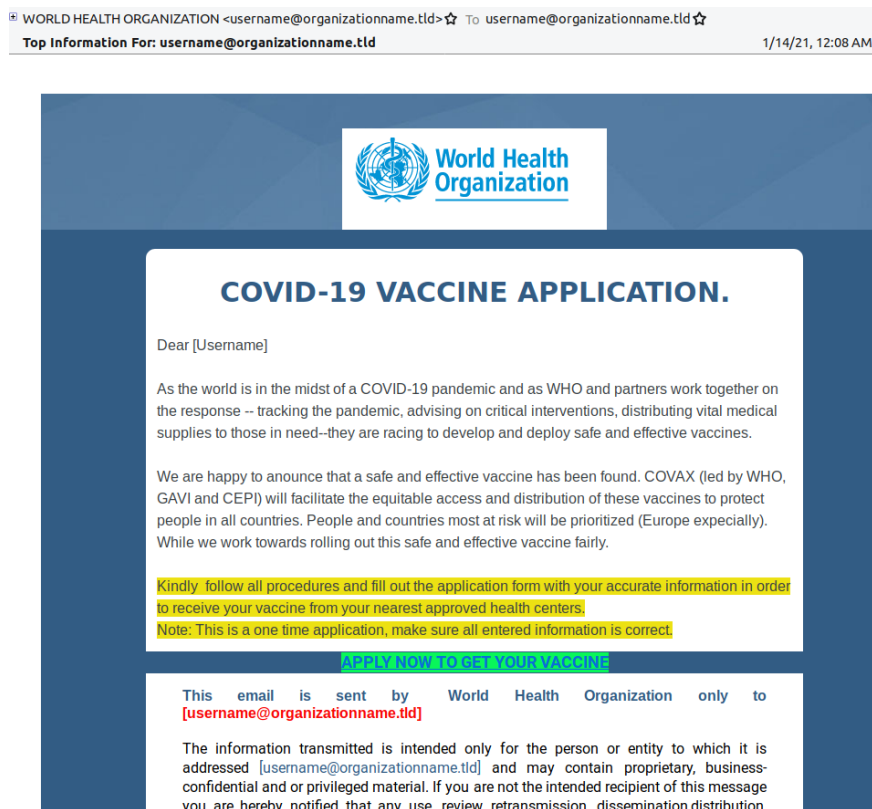 WORLD HEALTH ORGANIZATION <username@organizationname.tld> To username@organizationname.tld
Top Information For: username@organizationname.tld 1/14/21, 12:08 AM
World Health
Organization
COVID-19 VACCINE APPLICATION.
Dear [Username]
As the world is in the midst of a COVID-19 pandemic and as WHO and partners work together on
the response -- tracking the pandemic, advising on critical interventions, distributing vital medical
supplies to those in need--they are racing to develop and deploy safe and effective vaccines.
We are happy to anounce that a safe and effective vaccine has been found. COVAX (led by WHO,
GAVI and CEPI) will facilitate the equitable access and distribution of these vaccines to protect
people in all countries. People and countries most at risk will be prioritized (Europe expecially).
While we work towards rolling out this safe and effective vaccine fairly.
Kindly follow all procedures and fill out the application form with your accurate information in order
to receive your vaccine from your nearest approved health centers.
Note: This is a one time application, make sure all entered information is correct.
APPLY NOW TO GET YOUR VACCINE
This email is sent by World Health Organization only to
[username@organizationname.tld]
The information transmitted is intended only for the person or entity to which it is
addressed [username@organizationname.tld] and may contain proprietary, business-
confidential and or privileged material. If you are not the intended recipient of this message
you are hereby notified that any use, review, retransmission, dissemination,distribution,